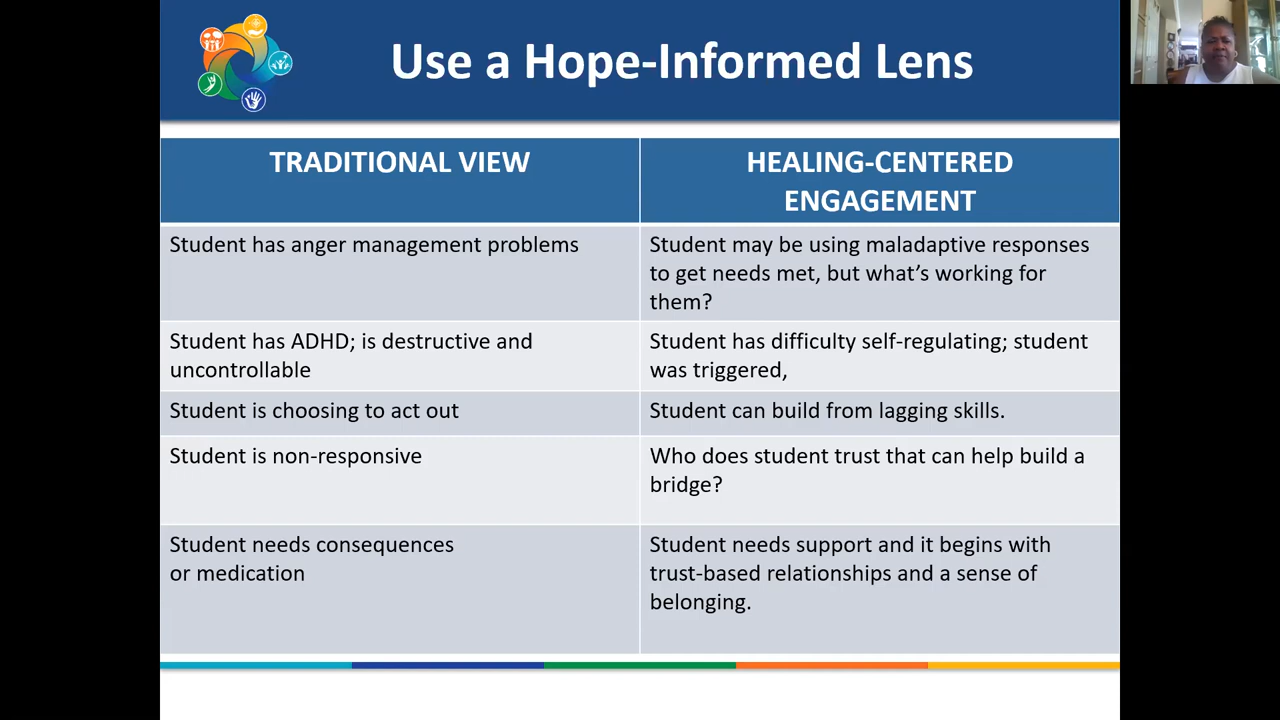 Use a Hope-Informed Lens
TRADITIONAL VIEW
HEALING-CENTERED
ENGAGEMENT
Student has anger management problems
Student may be using maladaptive responses
to get needs met, but what’s working for
them?
Student has ADHD; is destructive and
uncontrollable
Student has difficulty self-regulating; student
was triggered,
Student is choosing to act out
Student can build from lagging skills.
Student is non-responsive
Who does student trust that can help build a
bridge?
Student needs consequences
or medication
Student needs support and it begins with
trust-based relationships and a sense of
belonging.